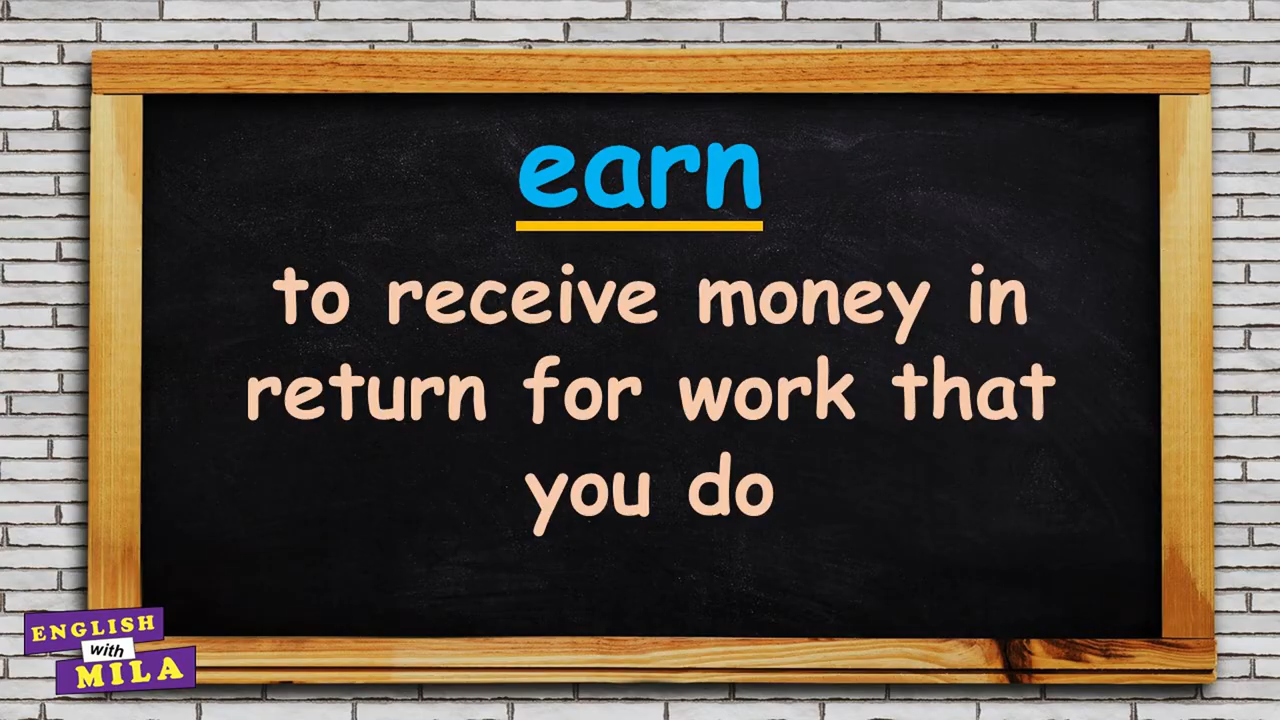 earn
to receive money in
return for work that
you do
ENGLISH
with
MILA